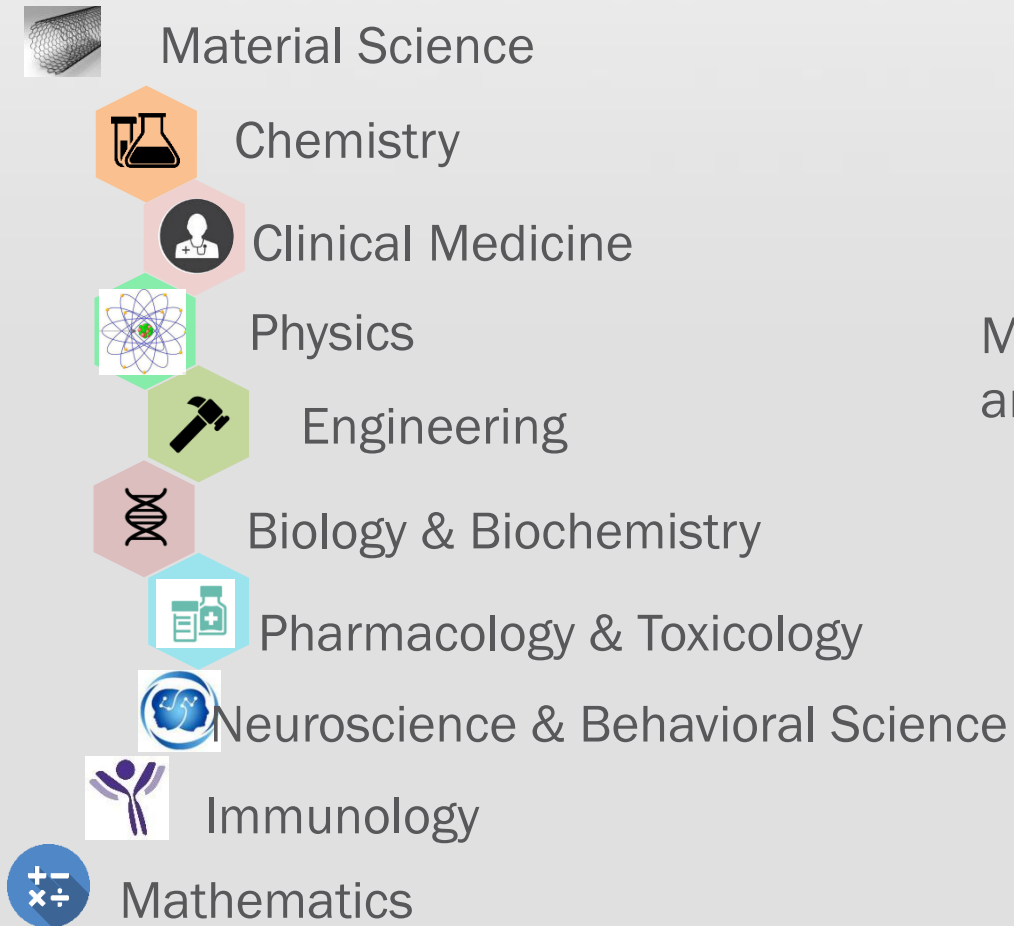 Material Science
Chemistry
Clinical Medicine
Physics
Engineering
Biology & Biochemistry
Pharmacology & Toxicology
Neuroscience & Behavioral Science
Immunology
Mathematics